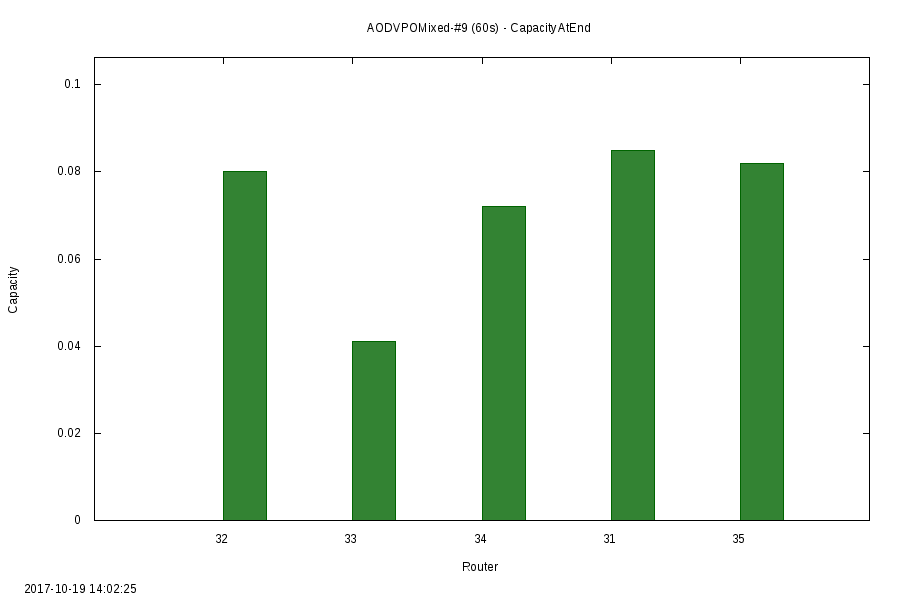 AODVPOMixed-#9 (60s) - CapacityAtEnd
0.1
0.08
0.06
0.04
0.02
0
Capacity
32 33 34 31 35
Router
2017-10-19 14:02:25